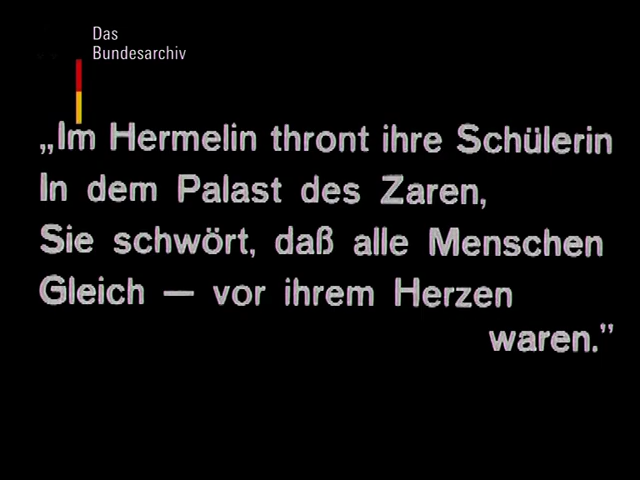 Das
Bundesarchiv
„Im Hermelin thront ihre Schülerin
In dem Palast des Zaren,
Sie schwört, daß alle Menschen
Gleich — vor ihrem Herzen
waren.”